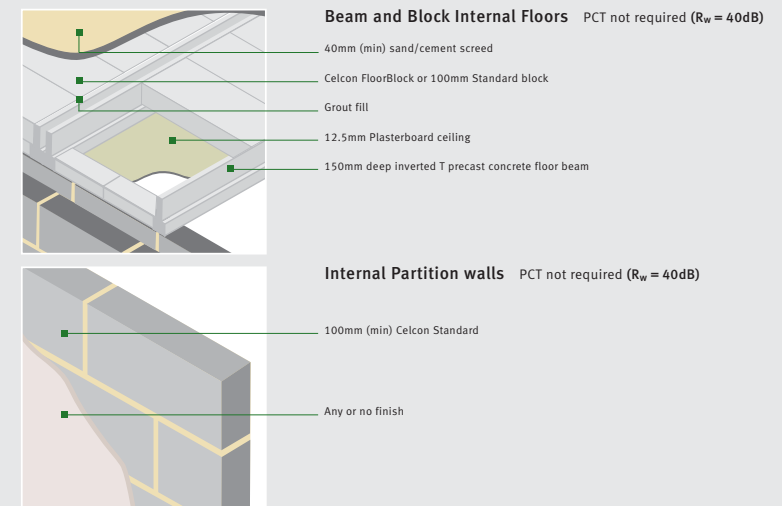 Beam and Block Internal Floors PCT not required (Rw = 40dB)
40mm (min) sand/cement screed
Celcon FloorBlock or 100mm Standard block
Grout fill
12.5mm Plasterboard ceiling
150mm deep inverted T precast concrete floor beam
Internal Partition walls PCT not required (Rw = 40dB)
100mm (min) Celcon Standard
Any or no finish